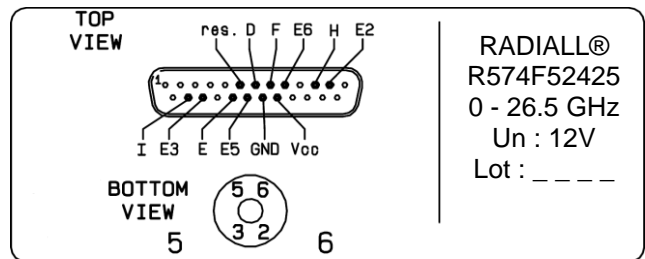 TOP
VIEW
res. D F E6 H E2
1
I E3 E E5 GND Vcc
BOTTOM
VIEW
5 6
3 2
5 6
RADIALL®
R574F52425
0 - 26.5 GHz
Un : 12V
Lot : _ _ _ _